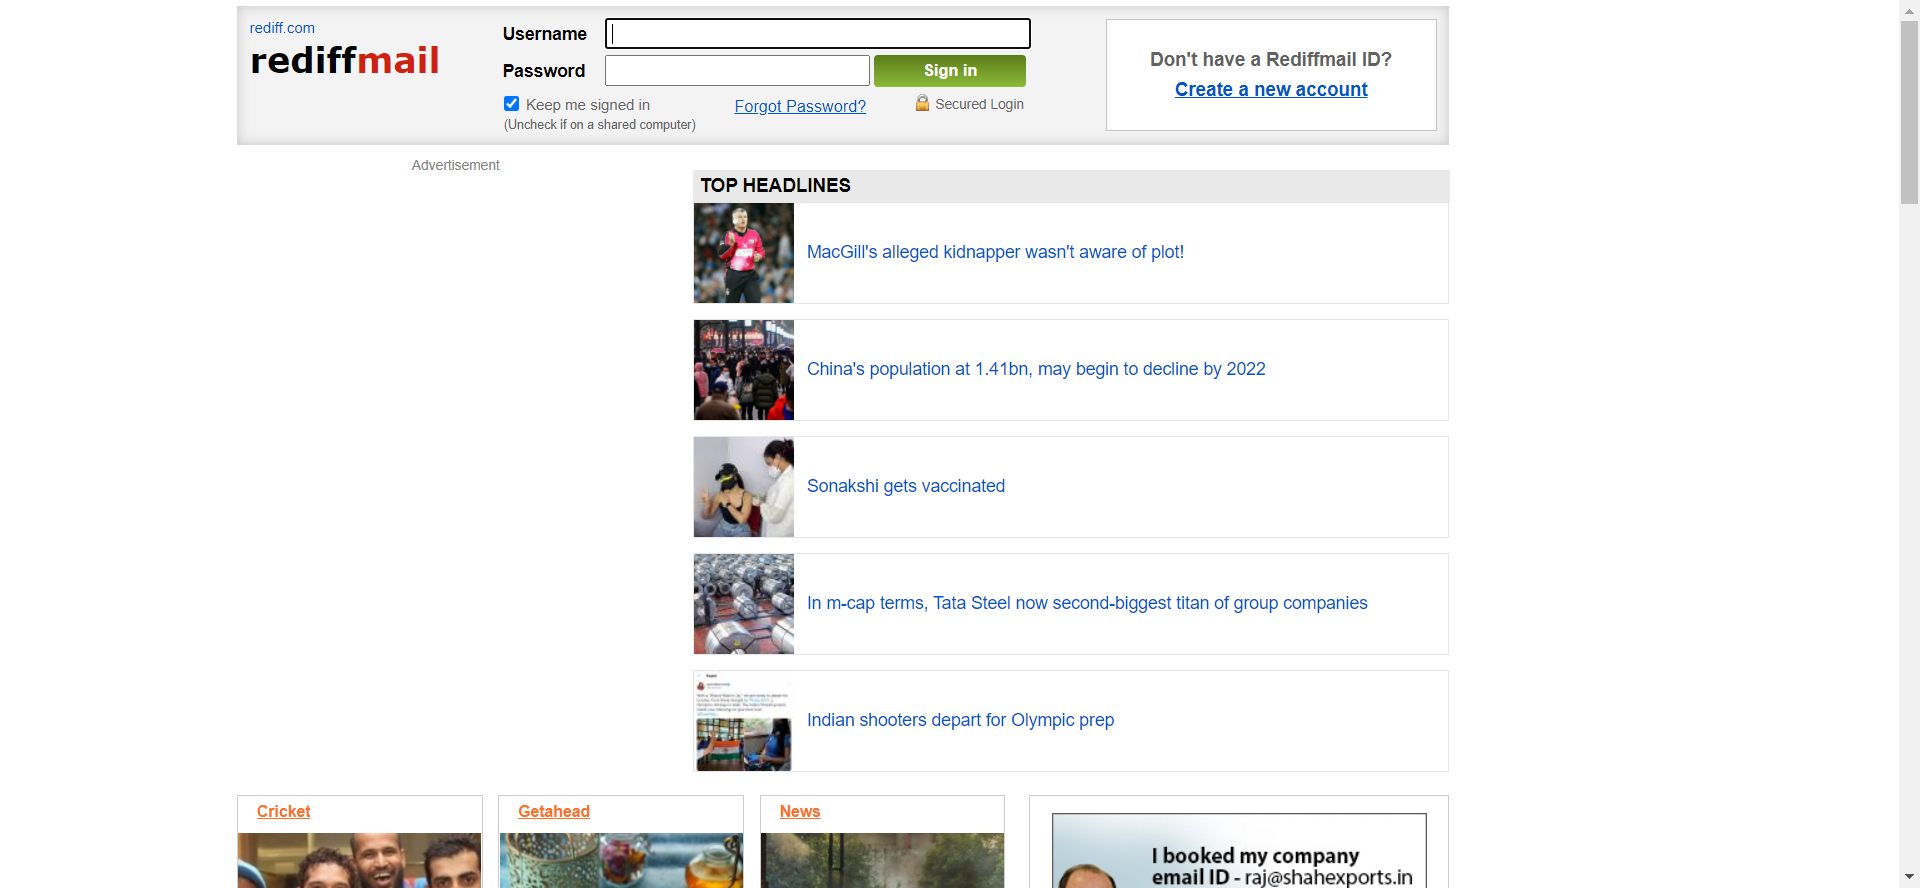 rediff.com
rediffmail
Username
Password
Sign in
Keep me signed in
(Uncheck if on a shared computer)
Forgot Password?
Secured Login
Don't have a Rediffmail ID?
Create a new account
Advertisement
TOP HEADLINES
MacGill's alleged kidnapper wasn't aware of plot!
China's population at 1.41bn, may begin to decline by 2022
Sonakshi gets vaccinated
In m-cap terms, Tata Steel now second-biggest titan of group companies
Indian shooters depart for Olympic prep
Cricket
Getahead
News
I booked my company
email ID - raj@shahexports.in